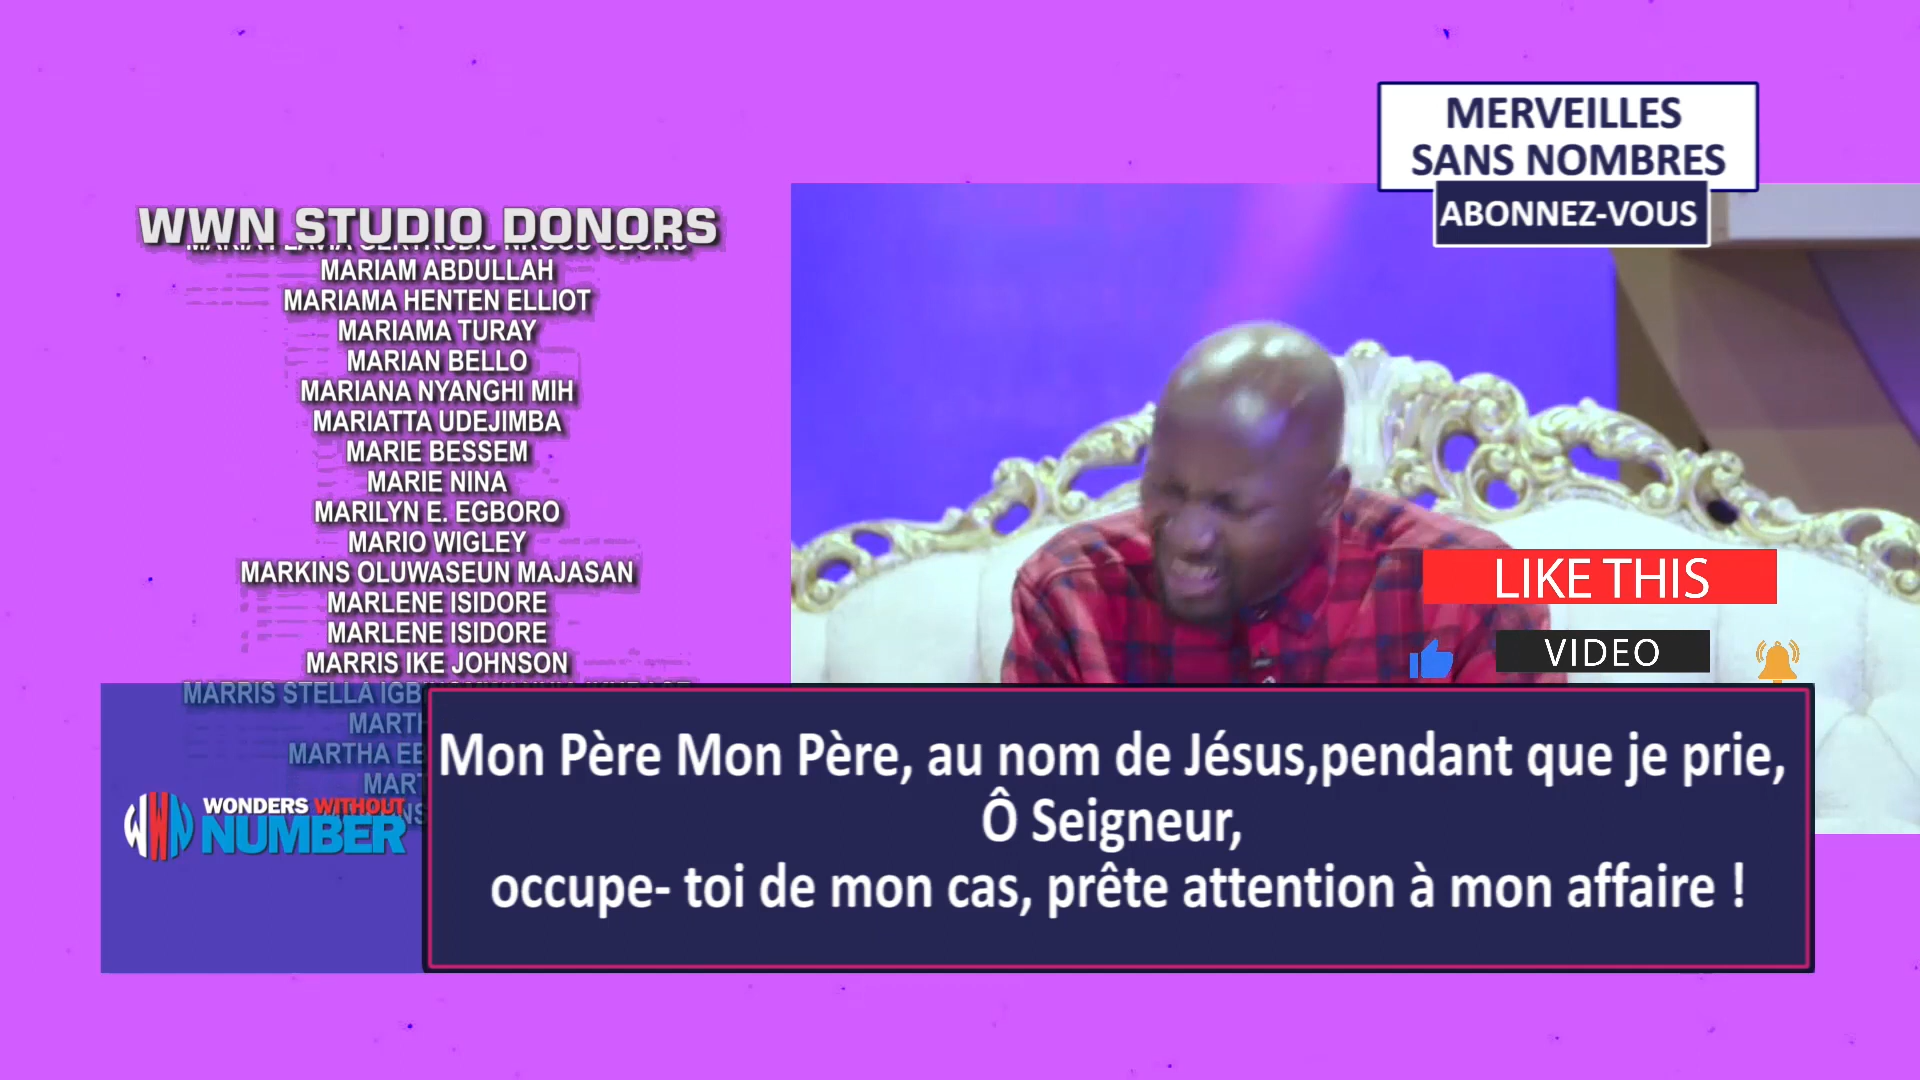 MERVEILLES
SANS NOMBRES
ABONNEZ-VOUS
WWN STUDIO DONORS
MARIAM ABDULLAH
MARIAMA HENTEN ELLIOT
MARIAMA TURAY
MARIAN BELLO
MARIANA NYANGHI MIH
MARIATTA UDEJIMBA
MARIE BESSEM
MARIE NINA
MARILYN E. EGBORO
MARIO WIGLEY
MARKINS OLUWASEUN MAJASAN
MARLENE ISIDORE
MARLENE ISIDORE
MARRIS IKE JOHNSON
MARRIS STELLA
LIKE THIS
VIDEO
WWN WONDERS WITHOUT
NUMBER
Mon Père Mon Père, au nom de Jésus,pendant que je prie,
Ô Seigneur,
occupe- toi de mon cas, prête attention à mon affaire !